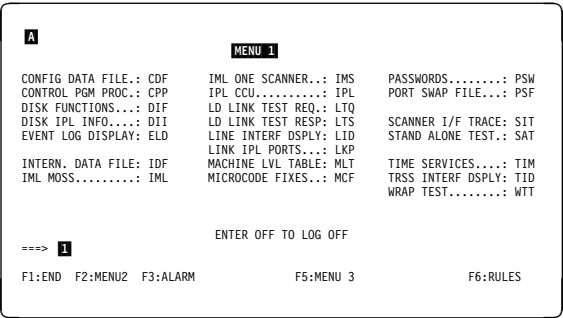 A
MENU 1
CONFIG DATA FILE.: CDF IML ONE SCANNER..: IMS PASSWORDS........: PSW
CONTROL PGM PROC.: CPP IPL CCU..........: IPL PORT SWAP FILE...: PSF
DISK FUNCTIONS...: DIF LD LINK TEST REQ.: LTQ
DISK IPL INFO....: DII LD LINK TEST RESP: LTS SCANNER I/F TRACE: SIT
EVENT LOG DISPLAY: ELD LINE INTERF DSPLY: LID STAND ALONE TEST.: SAT
LINK IPL PORTS...: LKP
INTERN. DATA FILE: IDF MACHINE LVL TABLE: MLT TIME SERVICES....: TIM
IML MOSS.........: IML MICROCODE FIXES..: MCF TRSS INTERF DSPLY: TID
WRAP TEST........: WTT
ENTER OFF TO LOG OFF
===> 1
F1:END F2:MENU2 F3:ALARM F5:MENU 3 F6:RULES